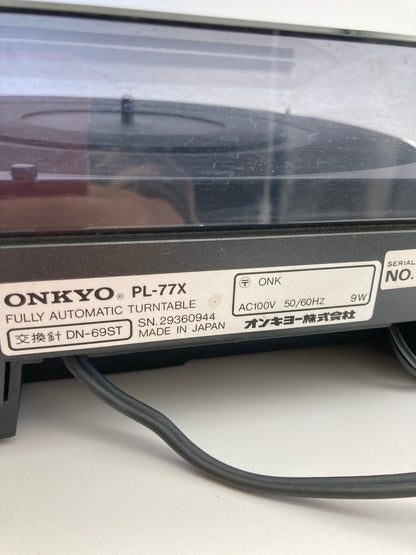 ONKYO® PL-77X
FULLY AUTOMATIC TURNTABLE
交換針 DN-69ST
SN.29360944
MADE IN JAPAN
〒 ONK
AC100V 50/60HZ 9W
オンキヨー株式会社
SERIAL
NO.